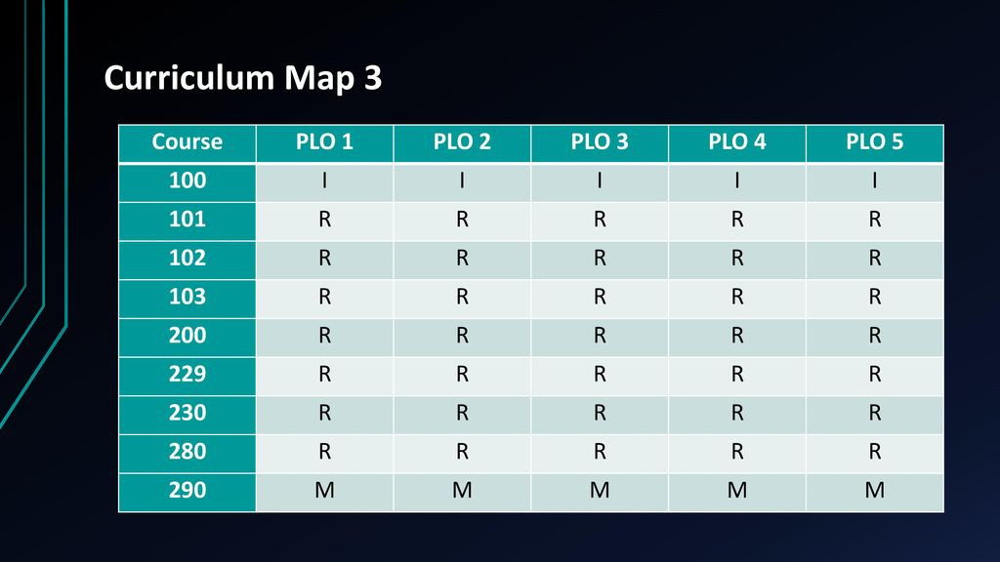 Curriculum Map 3
Course PLO 1 PLO 2 PLO 3 PLO 4 PLO 5
100 I I I I I
101 R R R R R
102 R R R R R
103 R R R R R
200 R R R R R
229 R R R R R
230 R R R R R
280 R R R R R
290 M M M M M